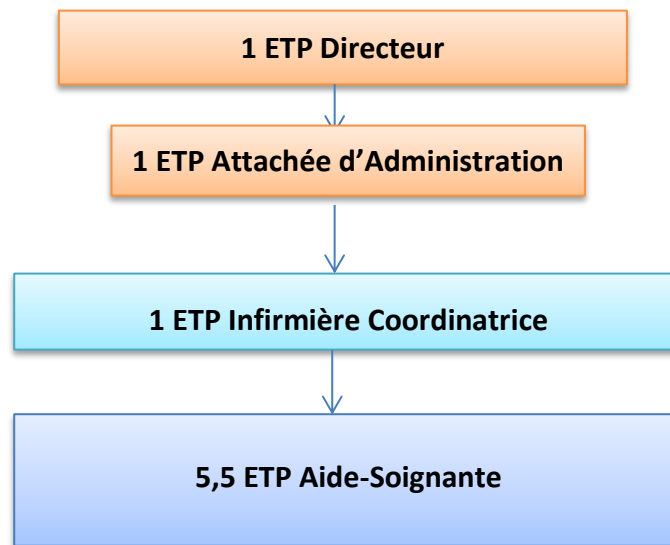 1 ETP Directeur
1 ETP Attachée d’Administration
1 ETP Infirmière Coordinatrice
5,5 ETP Aide-Soignante